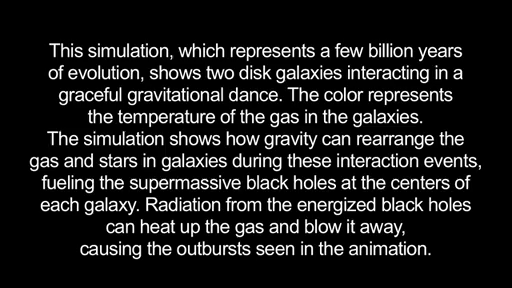 This simulation, which represents a few billion years
of evolution, shows two disk galaxies interacting in a
graceful gravitational dance. The color represents
the temperature of the gas in the galaxies.
The simulation shows how gravity can rearrange the
gas and stars in galaxies during these interaction events,
fueling the supermassive black holes at the centers of
each galaxy. Radiation from the energized black holes
can heat up the gas and blow it away,
causing the outbursts seen in the animation.